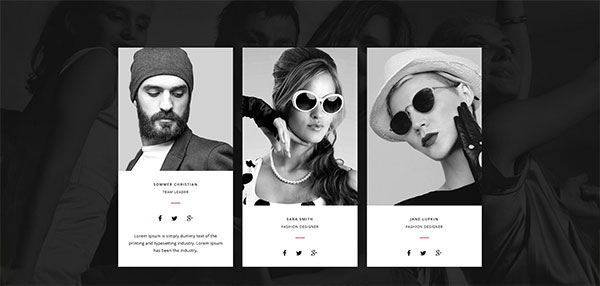 SOMMER CHRISTIAN
TEAM LEADER
Lorem Ipsum is simply dummy text of the
printing and typesetting industry. Lorem Ipsum
has been the industry.
SARA SMITH
FASHION DESIGNER
JANE LUPKIN
FASHION DESIGNER